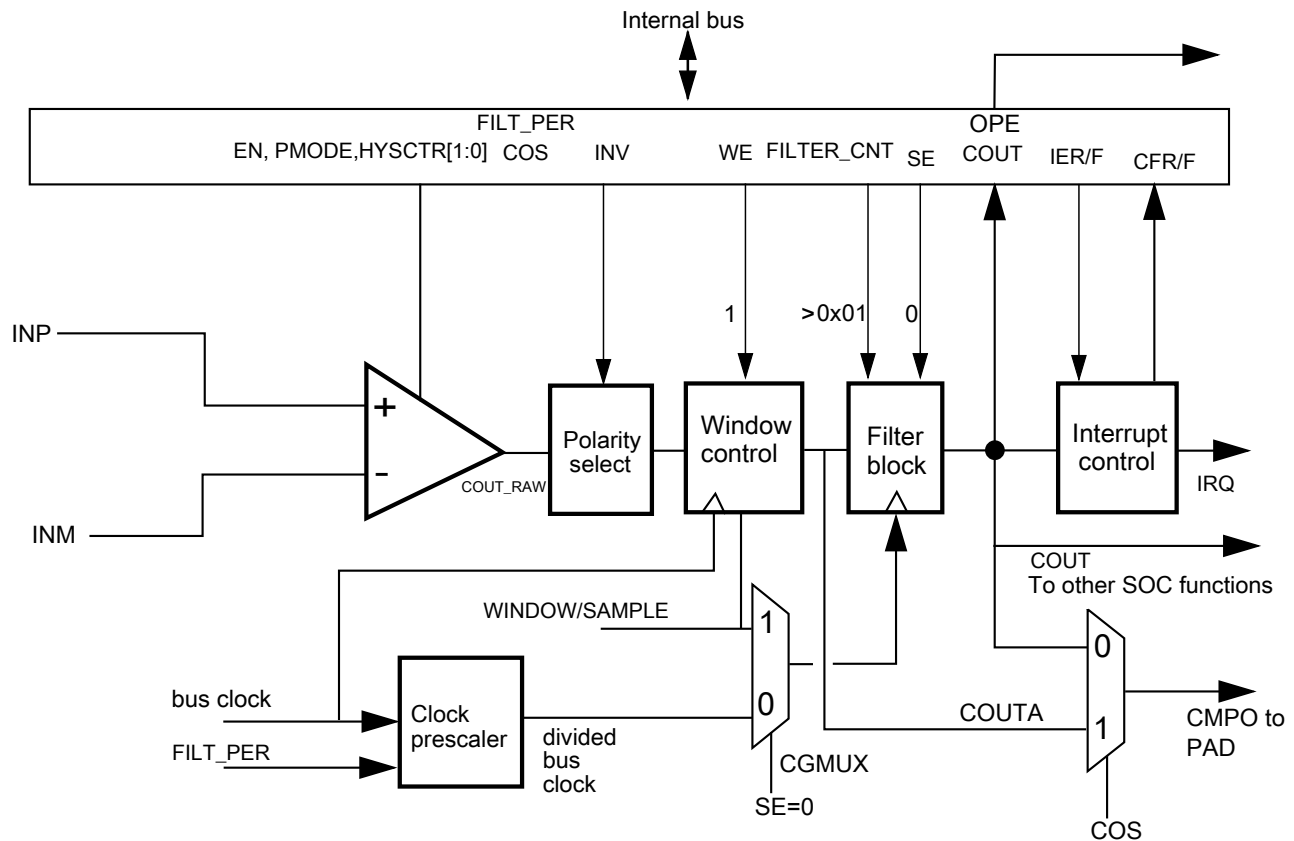 Internal bus
FILT_PER
OPE
EN, PMODE,HYSCTR[1:0]
COS
INV
WE
FILTER_CNT
SE
COUT
IER/F
CFR/F
1
>0x01
0
INP
+
-
INM
COUT_RAW
Polarity
select
Window
control
Filter
block
Interrupt
control
IRQ
COUT
To other SOC functions
WINDOW/SAMPLE
1
0
bus clock
FILT_PER
Clock
prescaler
divided
bus
clock
CGMUX
SE=0
COUTA
0
1
CMPO to
PAD
COS